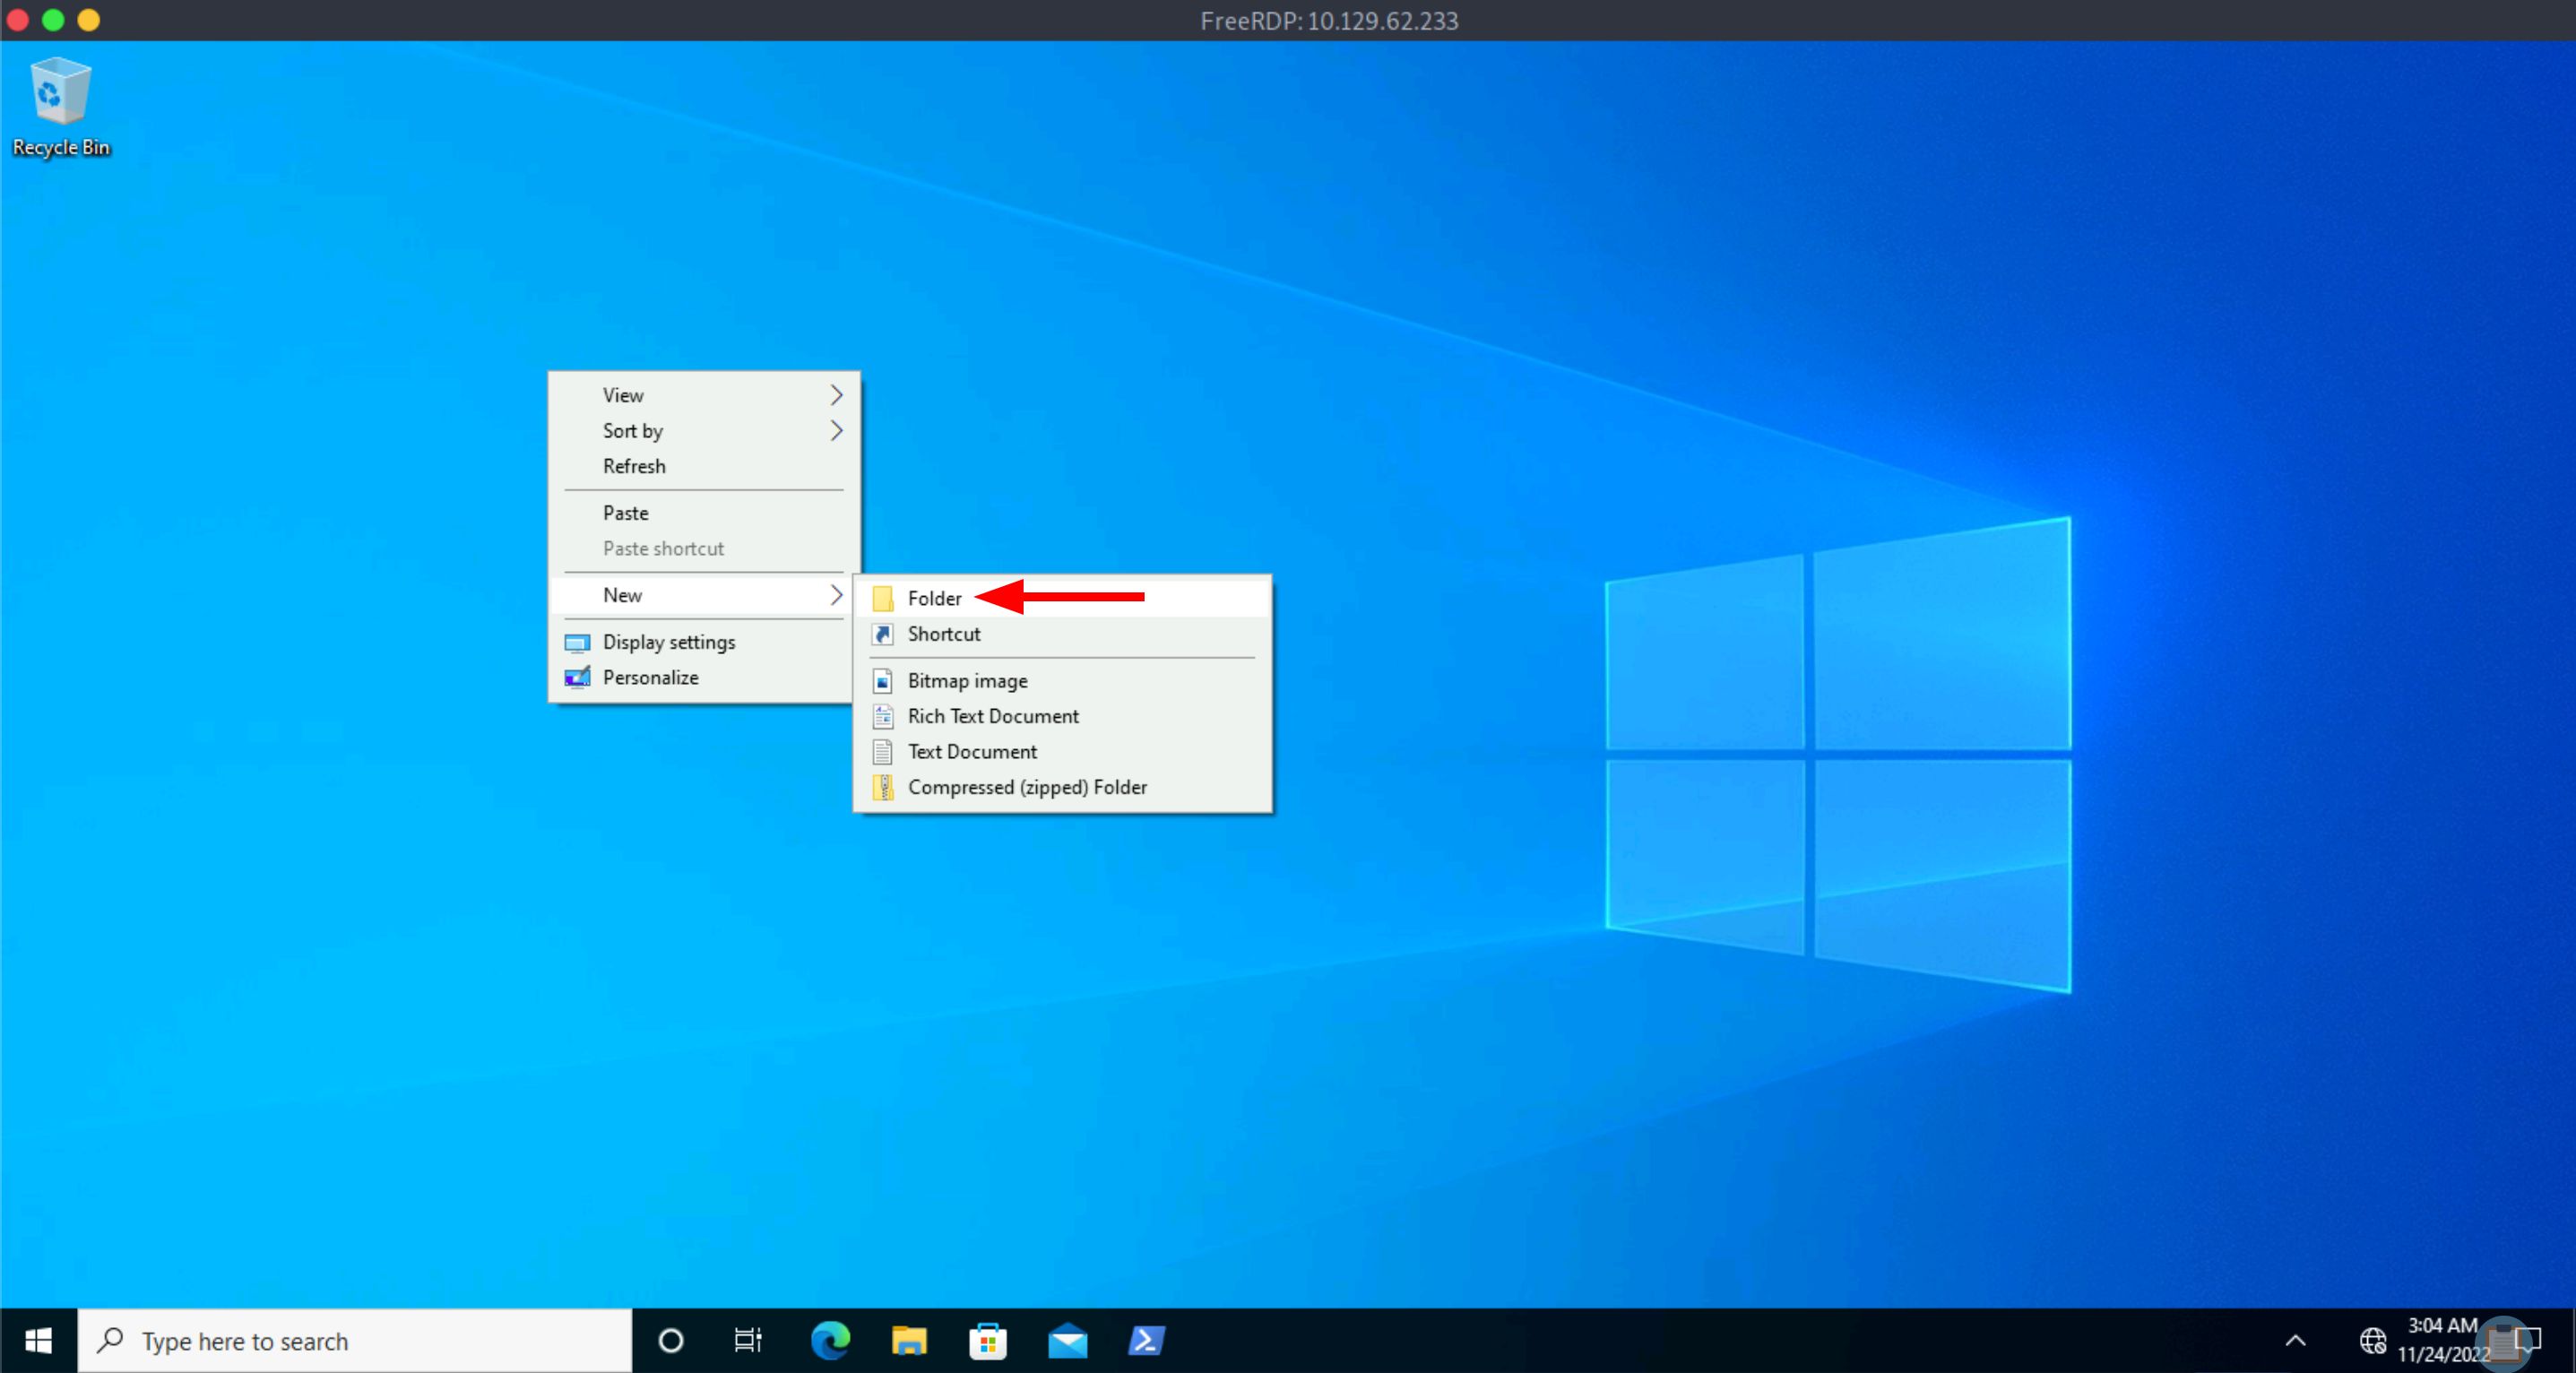 FreeRDP: 10.129.62.233
Recycle Bin
View
Sort by
Refresh
Paste
Paste shortcut
New
Display settings
Personalize
Folder
Shortcut
Bitmap image
Rich Text Document
Text Document
Compressed (zipped) Folder
Type here to search
3:04 AM
11/24/2022